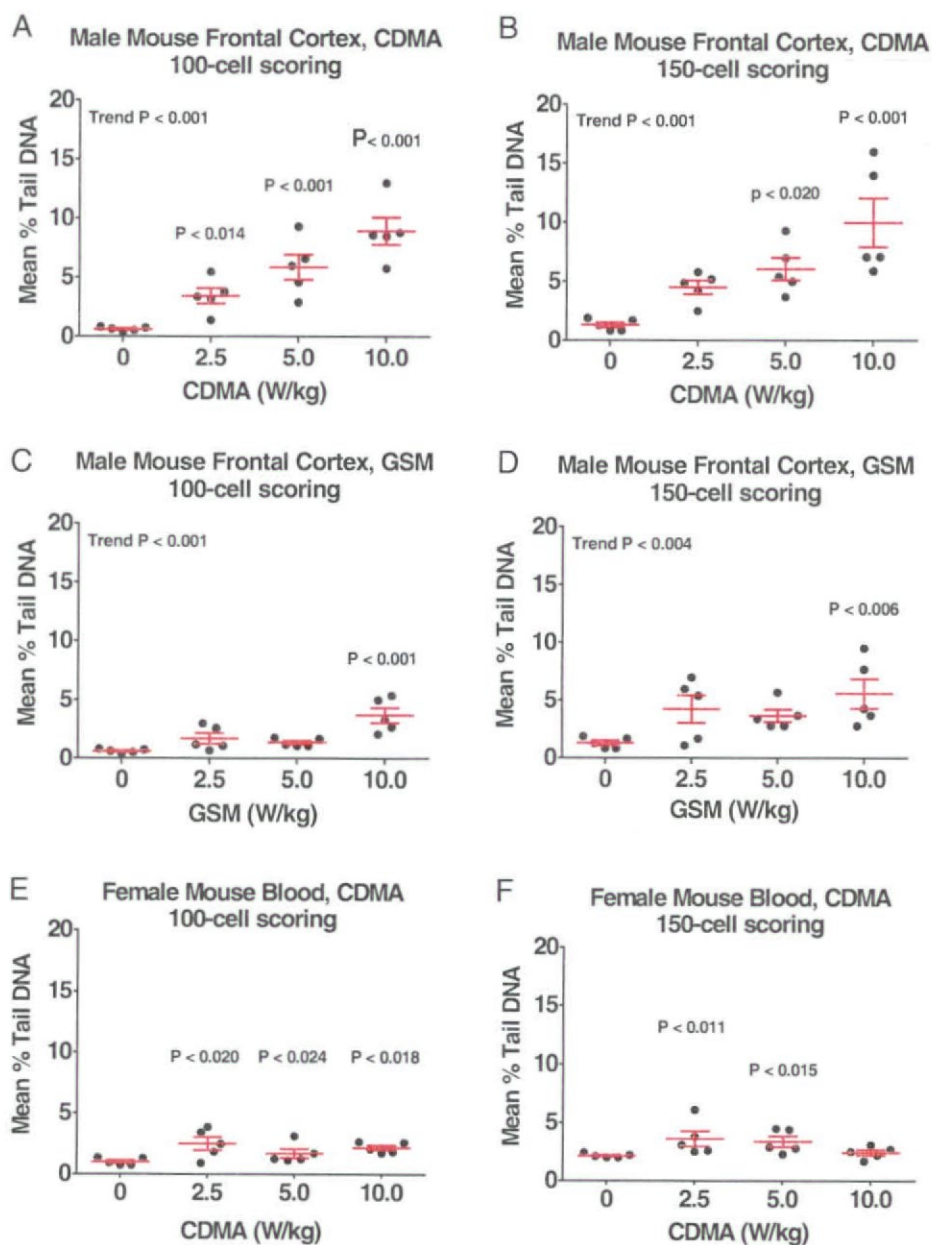 A
Male Mouse Frontal Cortex, CDMA
100-cell scoring
Mean % Tail DNA
20
15
10
5
0
Trend P < 0.001
P < 0.014
P < 0.001
P < 0.001
0
2.5
5.0
10.0
CDMA (W/kg)
B
Male Mouse Frontal Cortex, CDMA
150-cell scoring
Mean % Tail DNA
20
15
10
5
0
Trend P < 0.001
p < 0.020
P < 0.001
0
2.5
5.0
10.0
CDMA (W/kg)
C
Male Mouse Frontal Cortex, GSM
100-cell scoring
Mean % Tail DNA
20
15
10
5
0
Trend P < 0.001
P < 0.001
0
2.5
5.0
10.0
GSM (W/kg)
D
Male Mouse Frontal Cortex, GSM
150-cell scoring
Mean % Tail DNA
20
15
10
5
0
Trend P < 0.004
P < 0.006
0
2.5
5.0
10.0
GSM (W/kg)
E
Female Mouse Blood, CDMA
100-cell scoring
Mean % Tail DNA
20
15
10
5
0
P < 0.020
P < 0.024
P < 0.018
0
2.5
5.0
10.0
CDMA (W/kg)
F
Female Mouse Blood, CDMA
150-cell scoring
Mean % Tail DNA
20
15
10
5
0
P < 0.011
P < 0.015
0
2.5
5.0
10.0
CDMA (W/kg)